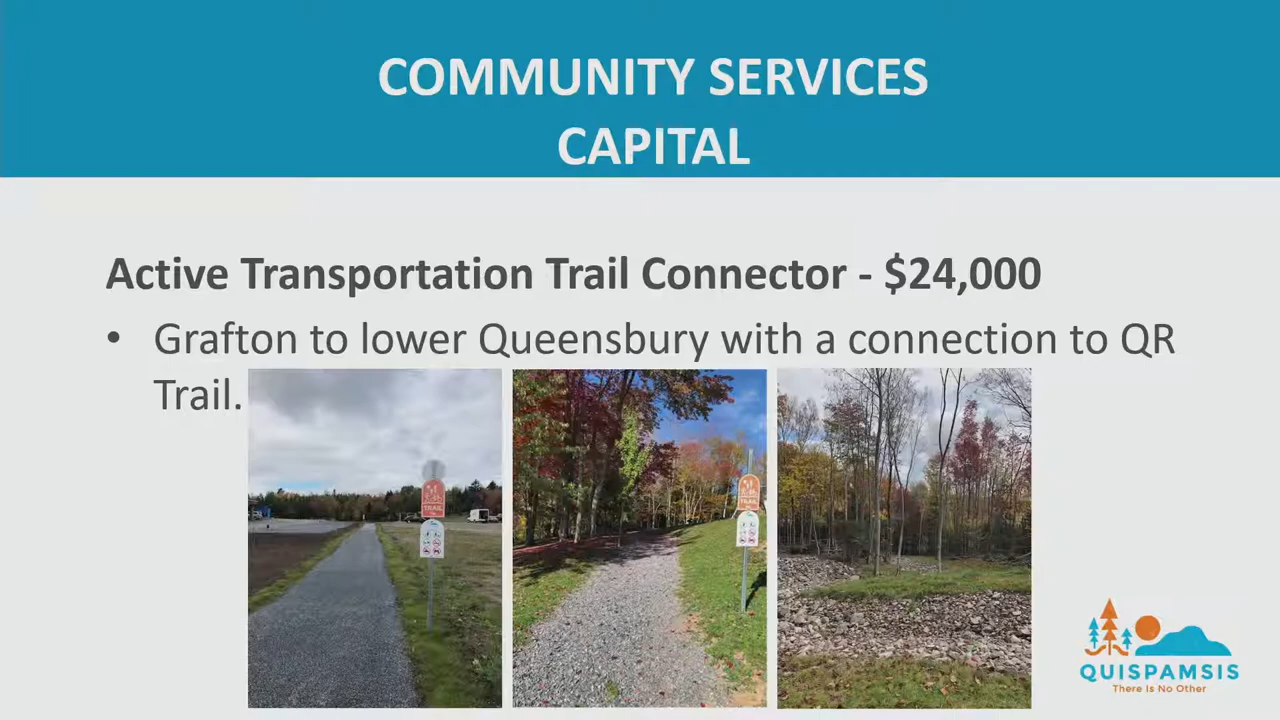 COMMUNITY SERVICES
CAPITAL
Active Transportation Trail Connector - $24,000
• Grafton to lower Queensbury with a connection to QR
Trail.
TRAIL
TRAIL
QUISPAMSIS
There Is No Other